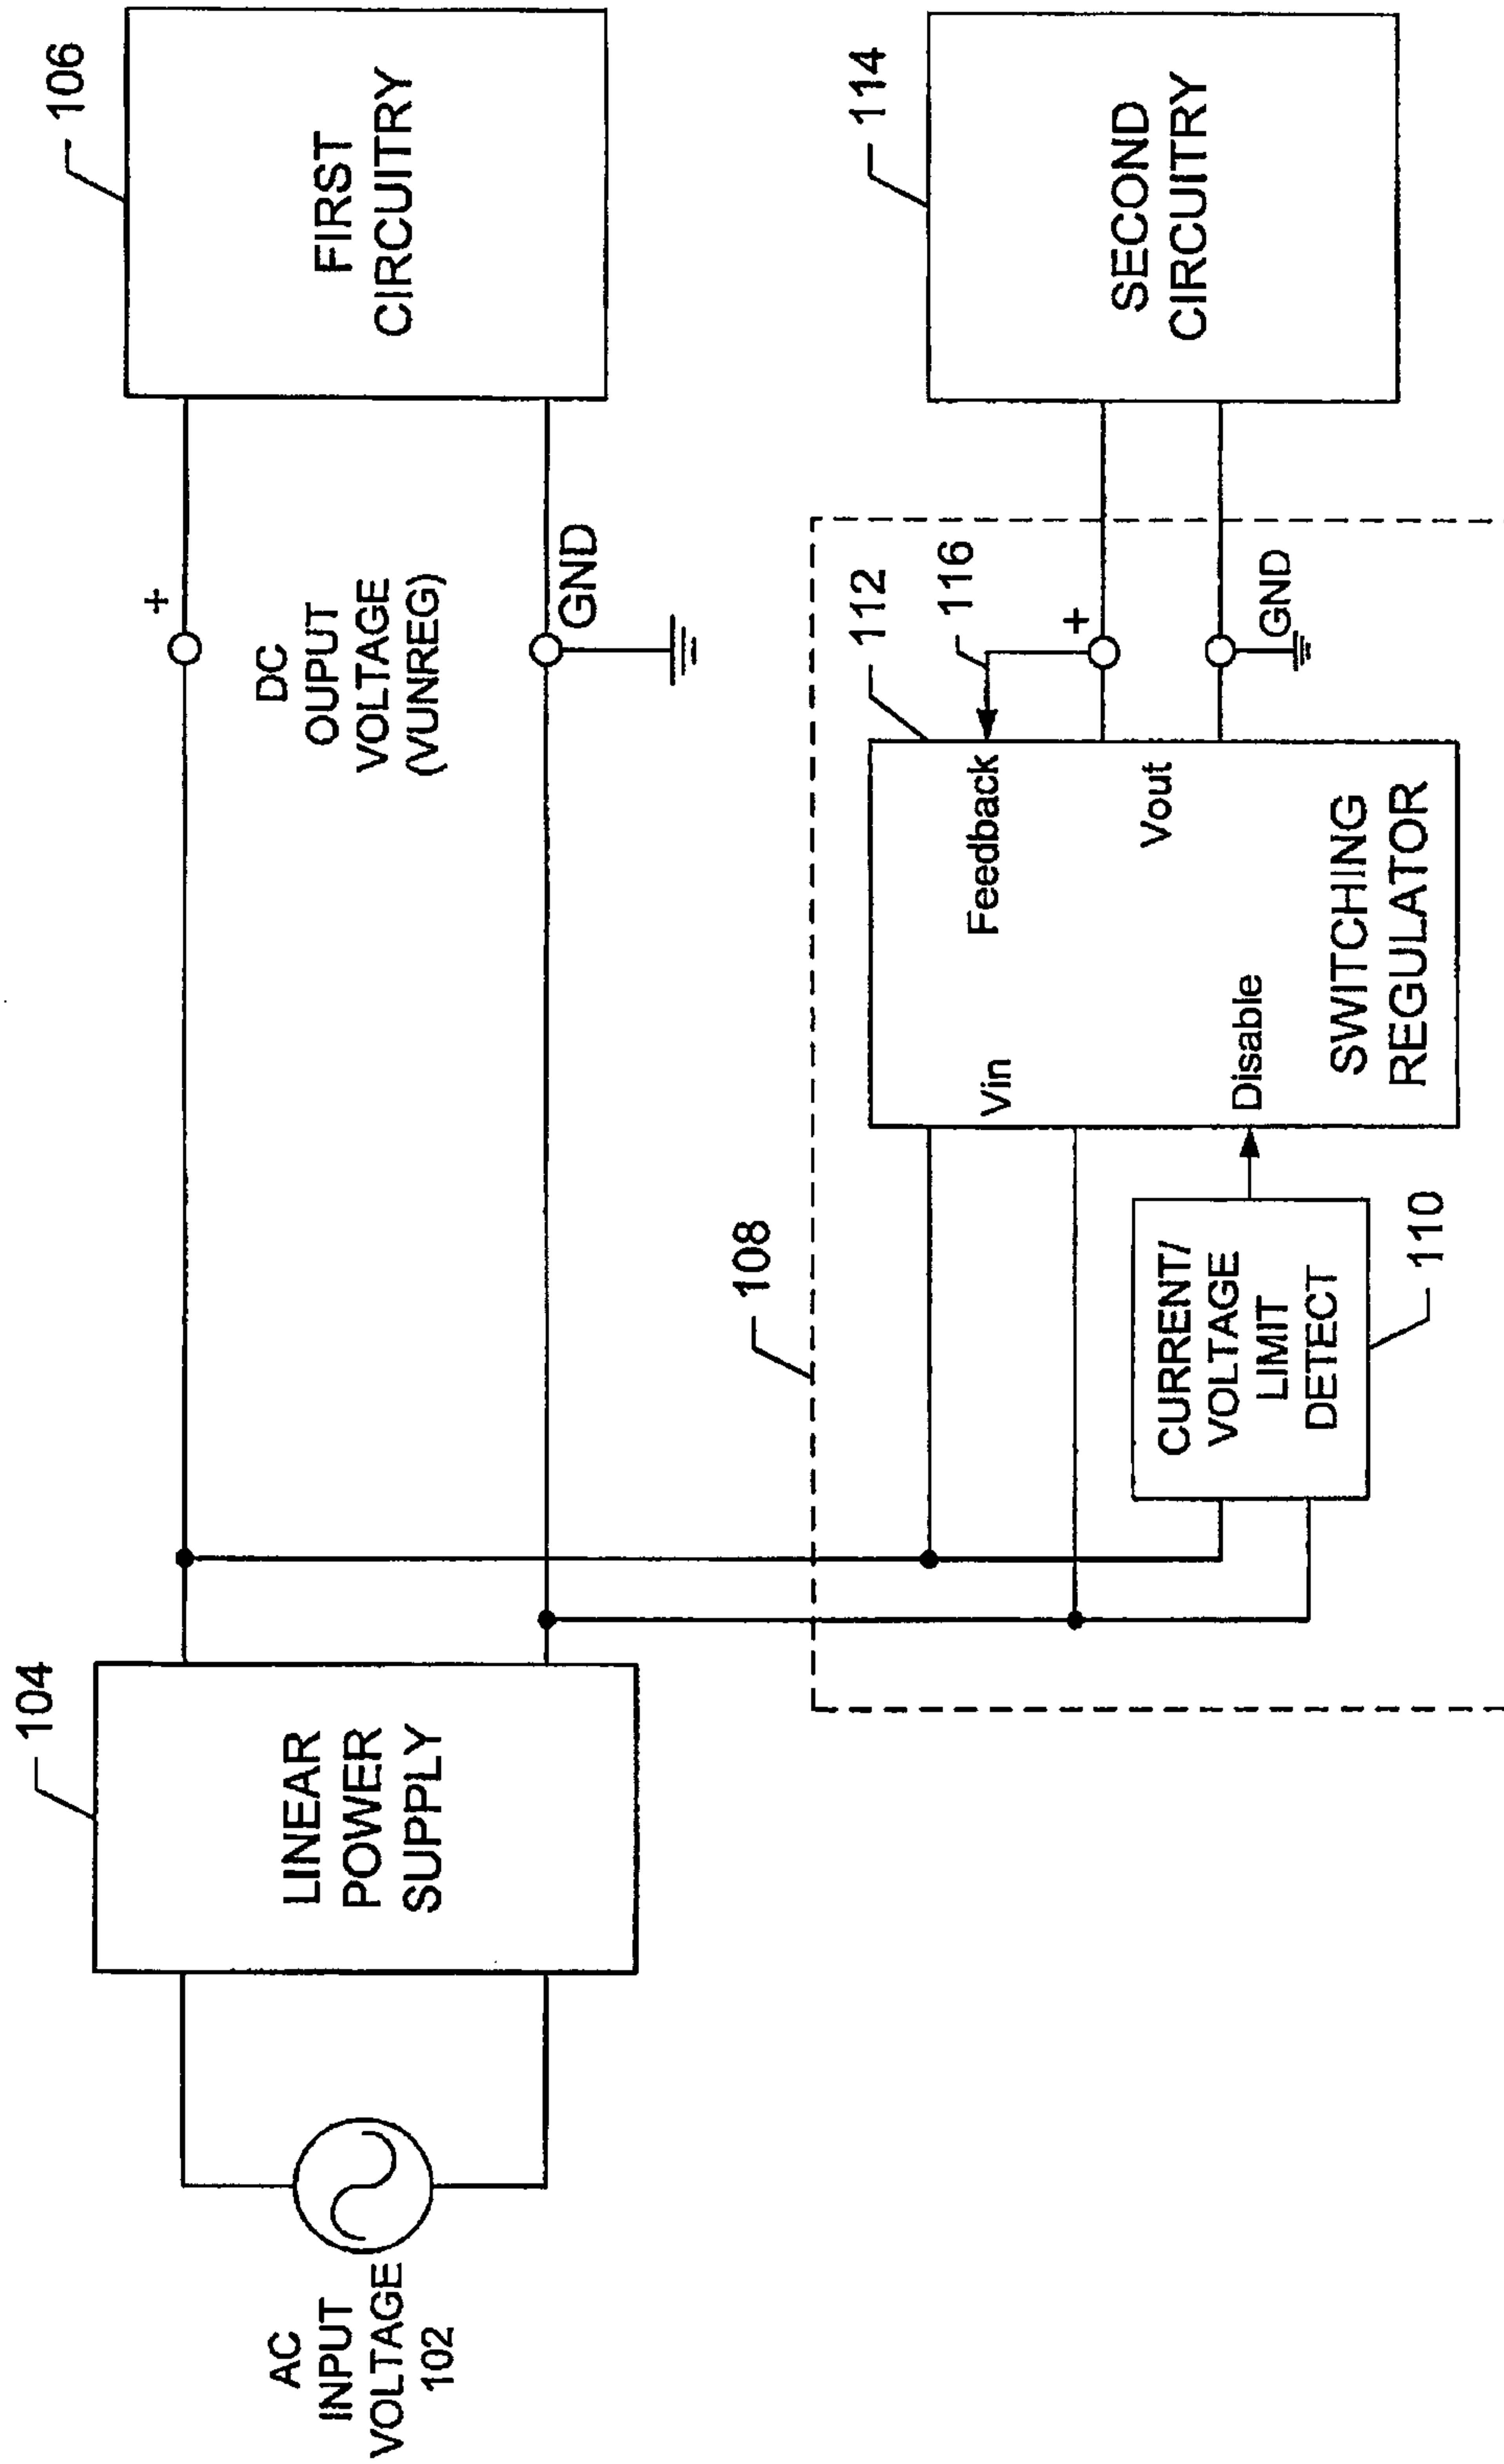 AC
INPUT
VOLTAGE
102
104
LINEAR
POWER
SUPPLY
+
DC
OUPUT
VOLTAGE
(VUNREG)
GND
106
FIRST
CIRCUITRY
108
CURRENT/
VOLTAGE
LIMIT
DETECT
110
112
Vin
Feedback
Vout
Disable
SWITCHING
REGULATOR
116
+
GND
114
SECOND
CIRCUITRY